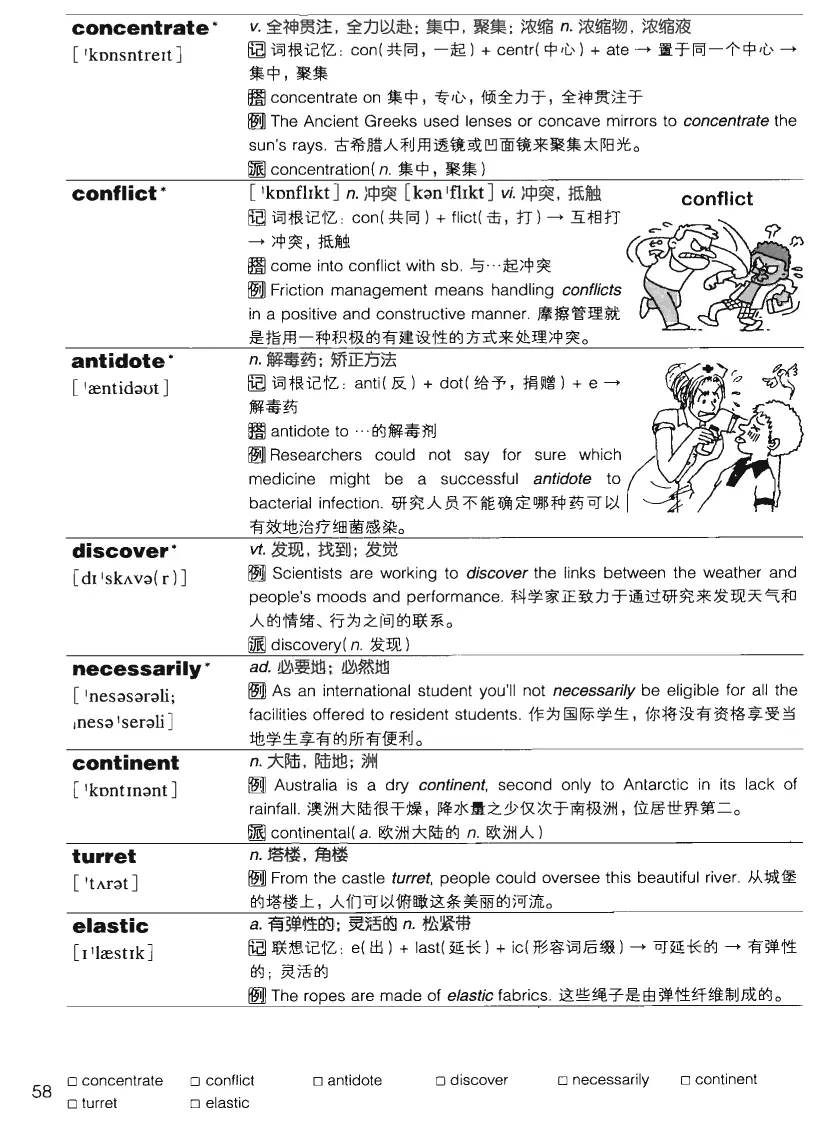 concentrate* v. 全神贯注，全力以赴；集中，聚集；浓缩 n. 浓缩物，浓缩液
[ˈkɒnsntreɪt] 记 词根记忆：con(共同，一起) + centr(中心) + ate → 置于同一个中心 →
集中，聚集
搭 concentrate on 集中，专心，倾全力于，全神贯注于
例 The Ancient Greeks used lenses or concave mirrors to concentrate the
sun's rays. 古希腊人利用透镜或凹面镜来聚集太阳光。
派 concentration(n. 集中，聚集)
conflict* [ˈkɒnflɪkt] n. 冲突 [kənˈflɪkt] vi. 冲突，抵触
记 词根记忆：con(共同) + flict(击，打) → 互相打
→ 冲突，抵触
搭 come into conflict with sb. 与…起冲突
例 Friction management means handling conflicts
in a positive and constructive manner. 摩擦管理就
是指用一种积极的有建设性的方式来处理冲突。
conflict
antidote* n. 解毒药；矫正方法
[ˈæntidəʊt] 记 词根记忆：anti(反) + dot(给予，捐赠) + e →
解毒药
搭 antidote to …的解毒剂
例 Researchers could not say for sure which
medicine might be a successful antidote to
bacterial infection. 研究人员不能确定哪种药可以
有效地治疗细菌感染。
discover* vt. 发现，找到；发觉
[dɪˈskʌvə(r)] 例 Scientists are working to discover the links between the weather and
people's moods and performance. 科学家正致力于通过研究来发现天气和
人的情绪、行为之间的联系。
派 discovery(n. 发现)
necessarily* ad. 必要地；必然地
[ˈnesəsərəli; 例 As an international student you'll not necessarily be eligible for all the
ˌnesəˈserəli] facilities offered to resident students. 作为国际学生，你将没有资格享受当
地学生享有的所有便利。
continent n. 大陆，陆地；洲
[ˈkɒntɪnənt] 例 Australia is a dry continent, second only to Antarctic in its lack of
rainfall. 澳洲大陆很干燥，降水量之少仅次于南极洲，位居世界第二。
派 continental(a. 欧洲大陆的 n. 欧洲人)
turret n. 塔楼，角楼
[ˈtʌrət] 例 From the castle turret, people could oversee this beautiful river. 从城堡
的塔楼上，人们可以俯瞰这条美丽的河流。
elastic a. 有弹性的；灵活的 n. 松紧带
[ɪˈlæstɪk] 记 联想记忆：e(出) + last(延长) + ic(形容词后缀) → 可延长的 → 有弹性
的；灵活的
例 The ropes are made of elastic fabrics. 这些绳子是由弹性纤维制成的。
□ concentrate □ conflict □ antidote □ discover □ necessarily □ continent
58
□ turret □ elastic